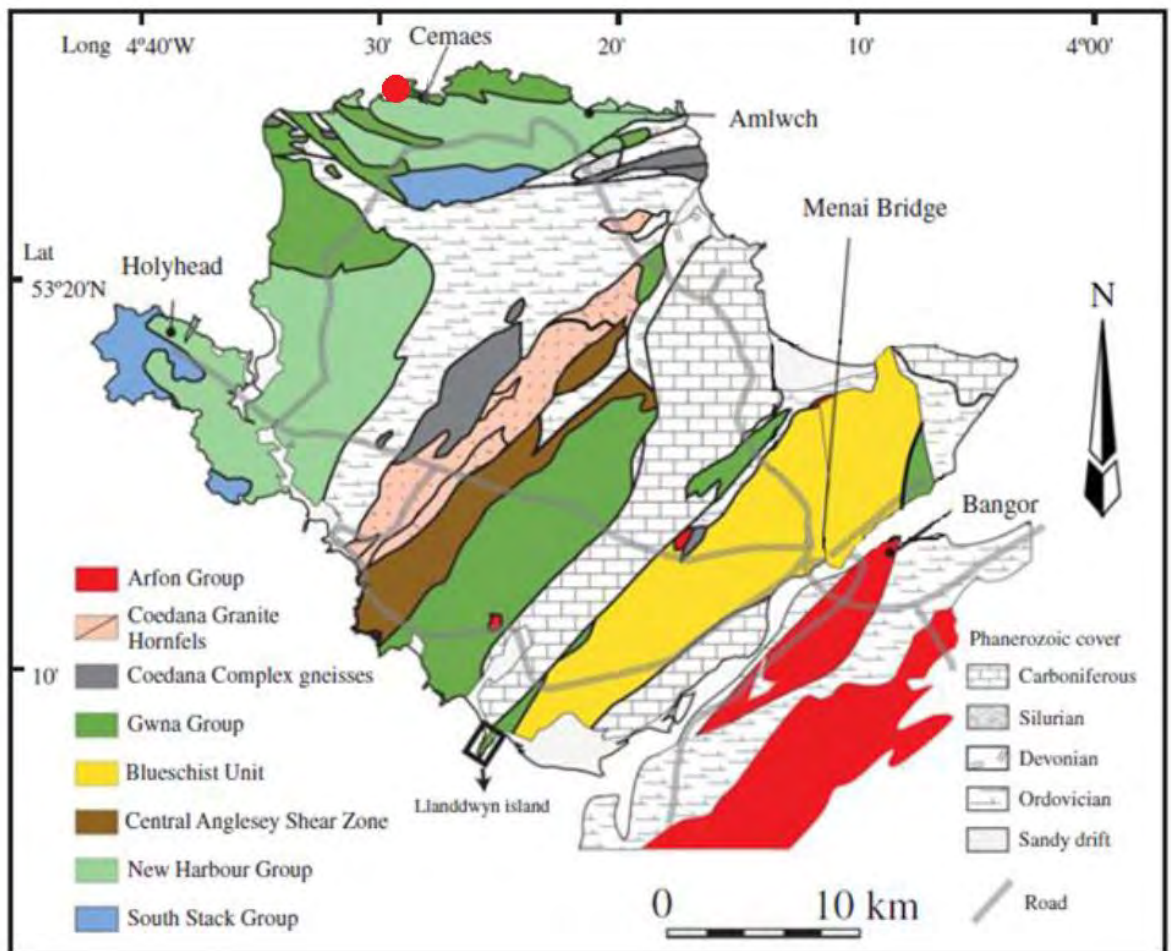 Long 4°40'W 30' 20' 10' 4°00'
Cemaes
Amlwch
Menai Bridge
Lat
53°20'N
Holyhead
N
Bangor
10'
Llanddwyn island
Arfon Group
Coedana Granite
Hornfels
Coedana Complex gneisses
Gwna Group
Blueschist Unit
Central Anglesey Shear Zone
New Harbour Group
South Stack Group
Phanerozoic cover
Carboniferous
Silurian
Devonian
Ordovician
Sandy drift
Road
0 10 km